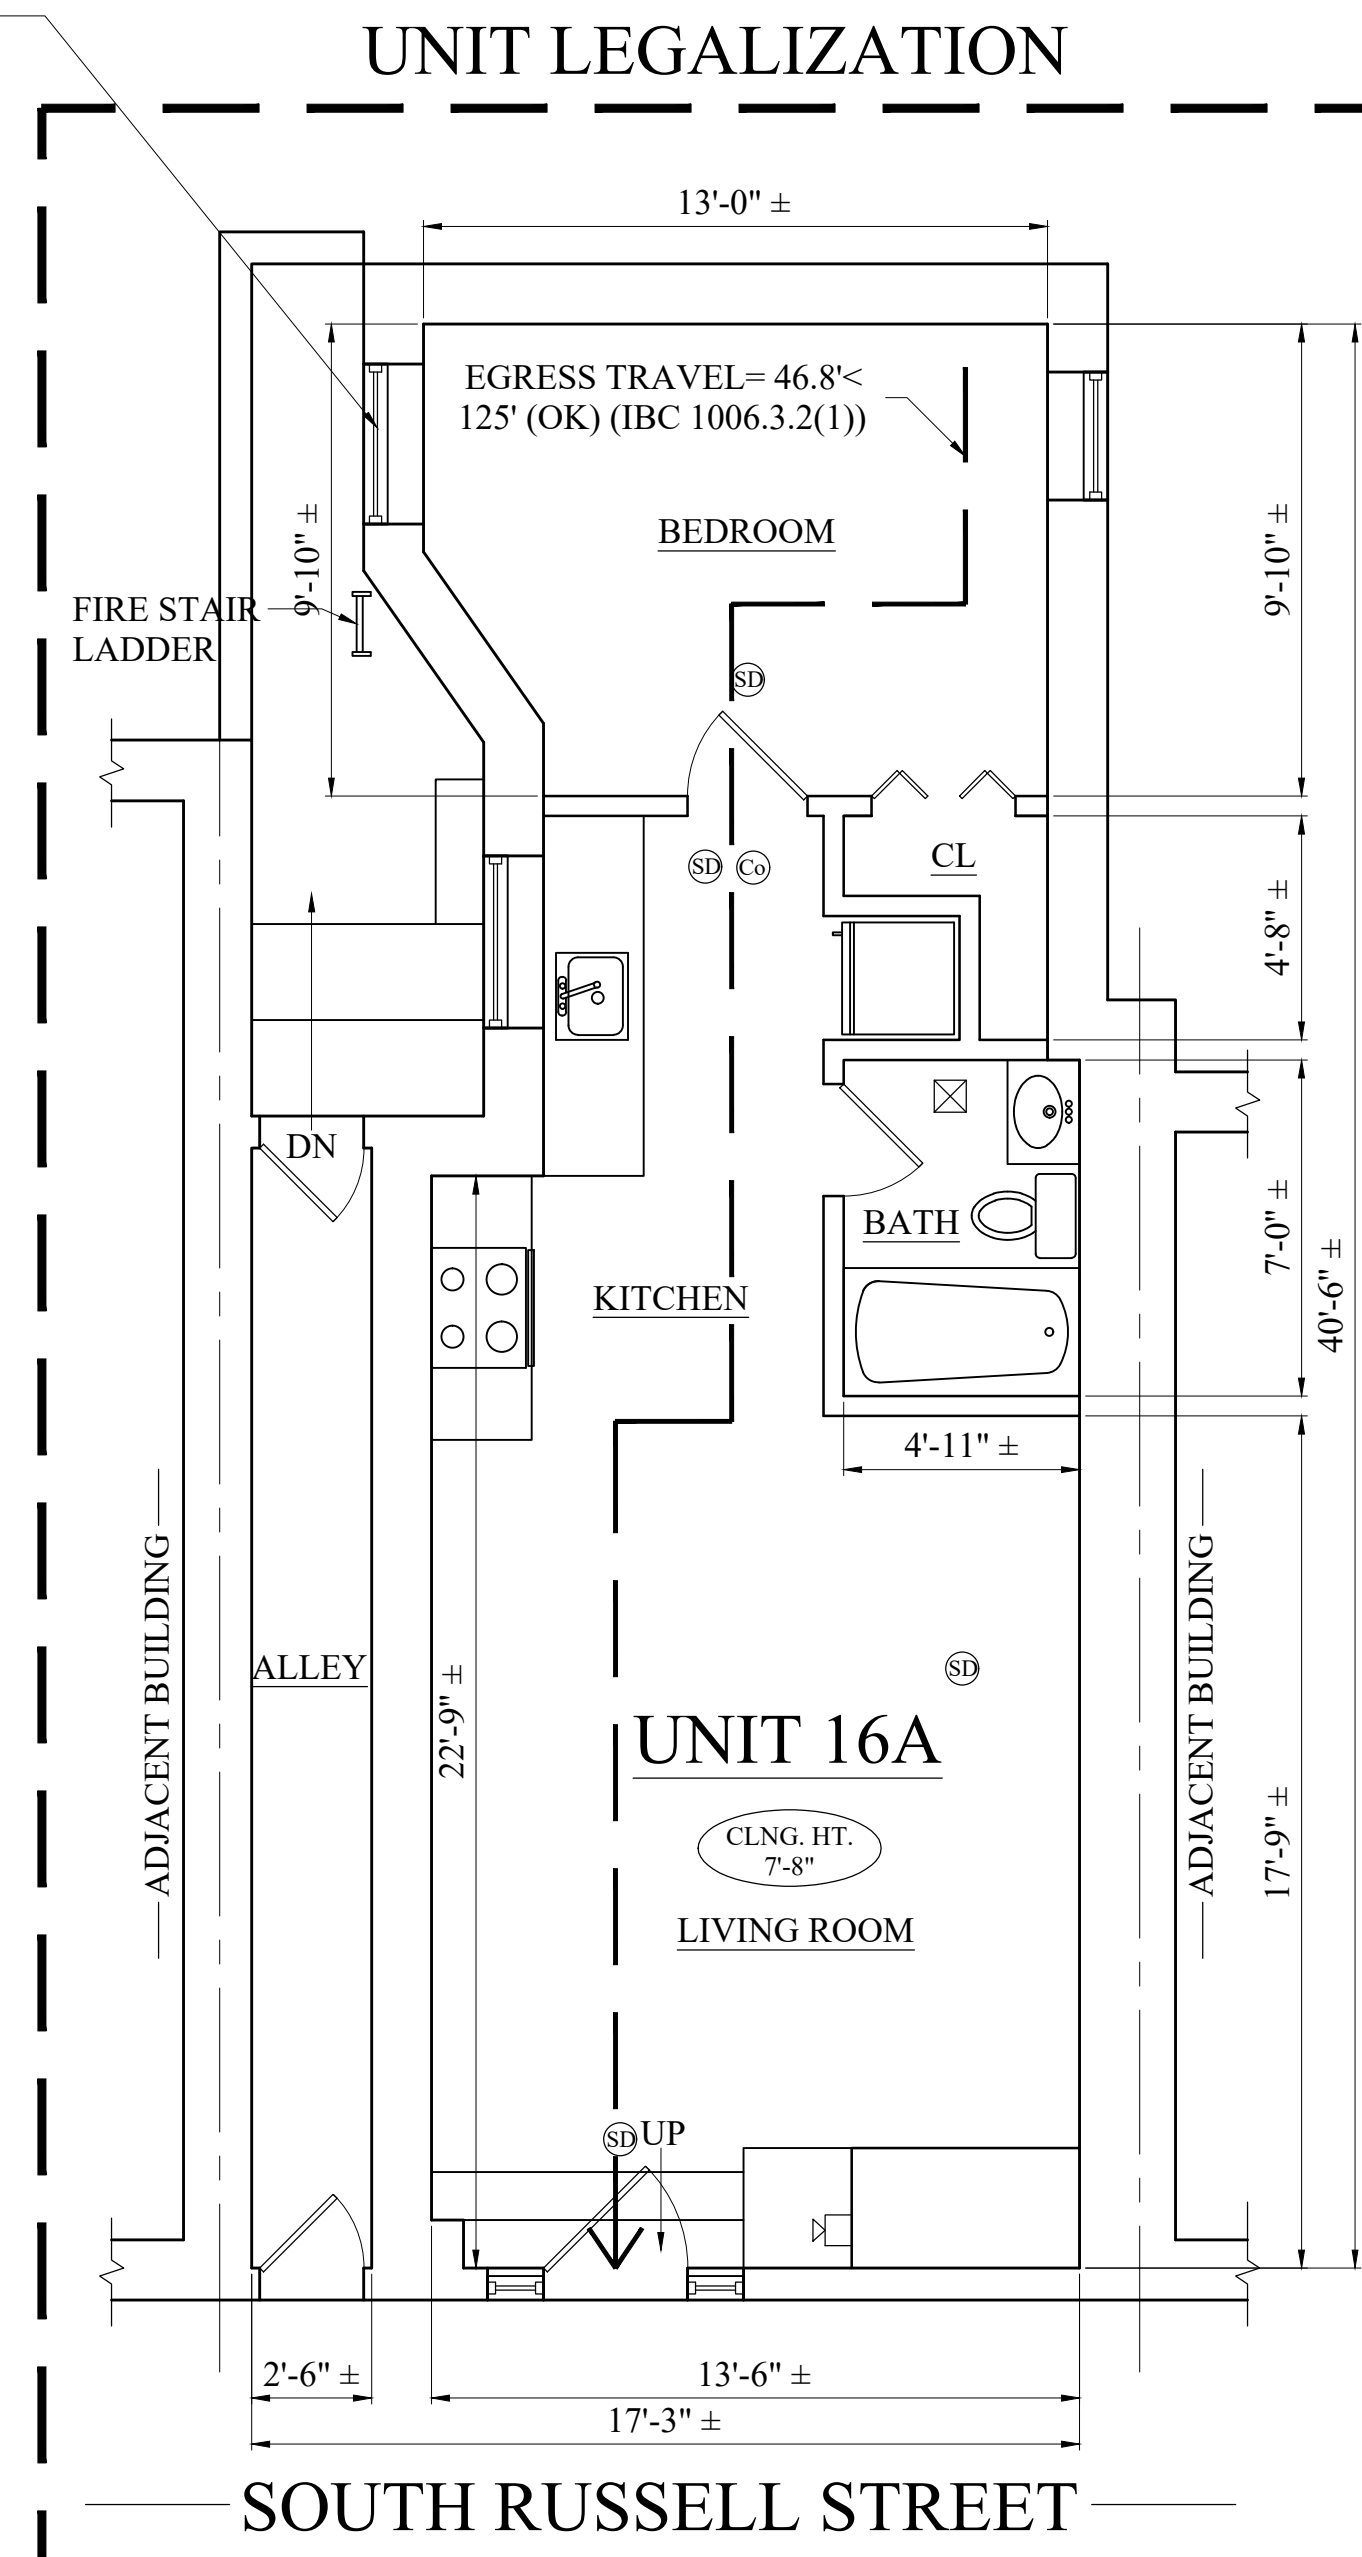 UNIT LEGALIZATION
13'-0" ±
EGRESS TRAVEL= 46.8'<
125' (OK) (IBC 1006.3.2(1))
BEDROOM
9'-10" ±
9'-10" ±
FIRE STAIR
LADDER
SD
SD
Co
CL
4'-8" ±
DN
BATH
7'-0" ±
40'-6" ±
KITCHEN
4'-11" ±
ADJACENT BUILDING
ALLEY
22'-9" ±
SD
UNIT 16A
CLNG. HT.
7'-8"
LIVING ROOM
ADJACENT BUILDING
17'-9" ±
SD
UP
2'-6" ±
13'-6" ±
17'-3" ±
SOUTH RUSSELL STREET